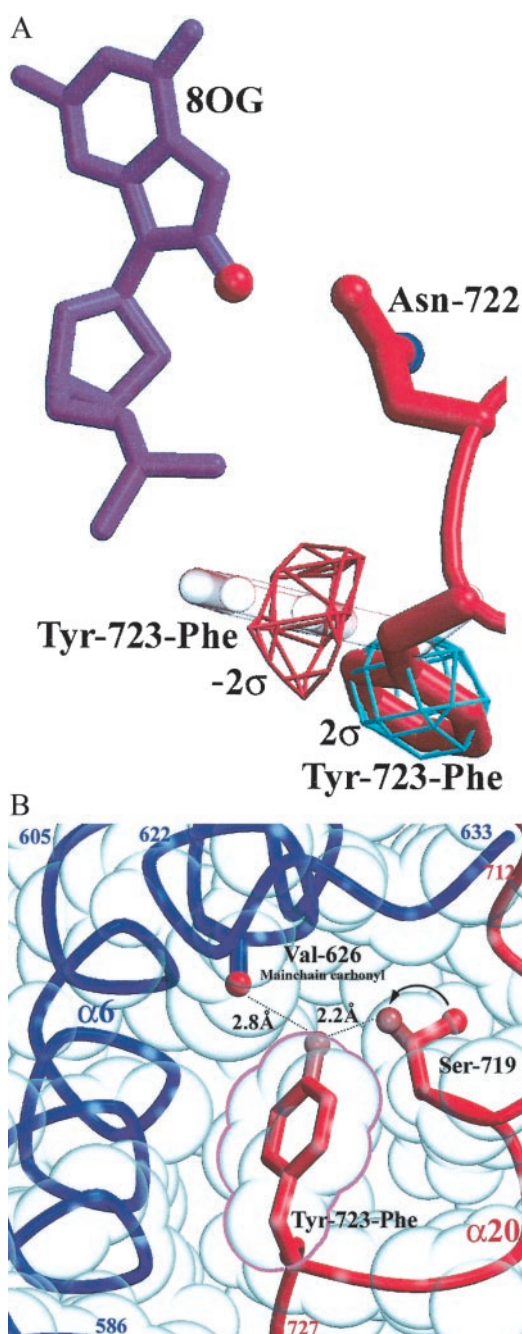 A
8OG
Asn-722
Tyr-723-Phe
-2σ
2σ
Tyr-723-Phe
B
605
622
633
712
Val-626
Mainchain carbonyl
α6
2.8Å
2.2Å
Ser-719
Tyr-723-Phe
α20
586
727